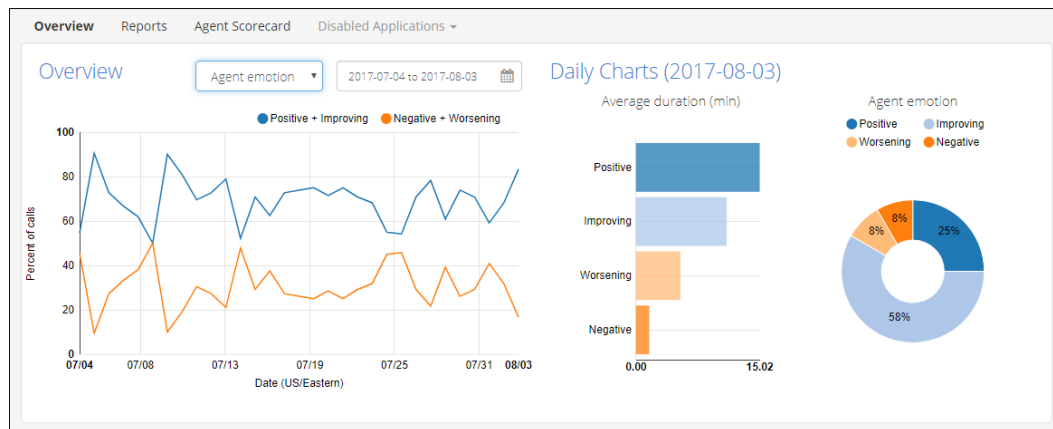 Overview Reports Agent Scorecard Disabled Applications
Overview
Agent emotion
2017-07-04 to 2017-08-03
Positive + Improving Negative + Worsening
Percent of calls
100
80
60
40
20
0
07/04 07/08 07/13 07/19 07/25 07/31 08/03
Date (US/Eastern)
Daily Charts (2017-08-03)
Average duration (min)
Positive
Improving
Worsening
Negative
0.00 15.02
Agent emotion
Positive Improving
Worsening Negative
8% 8% 25%
58%